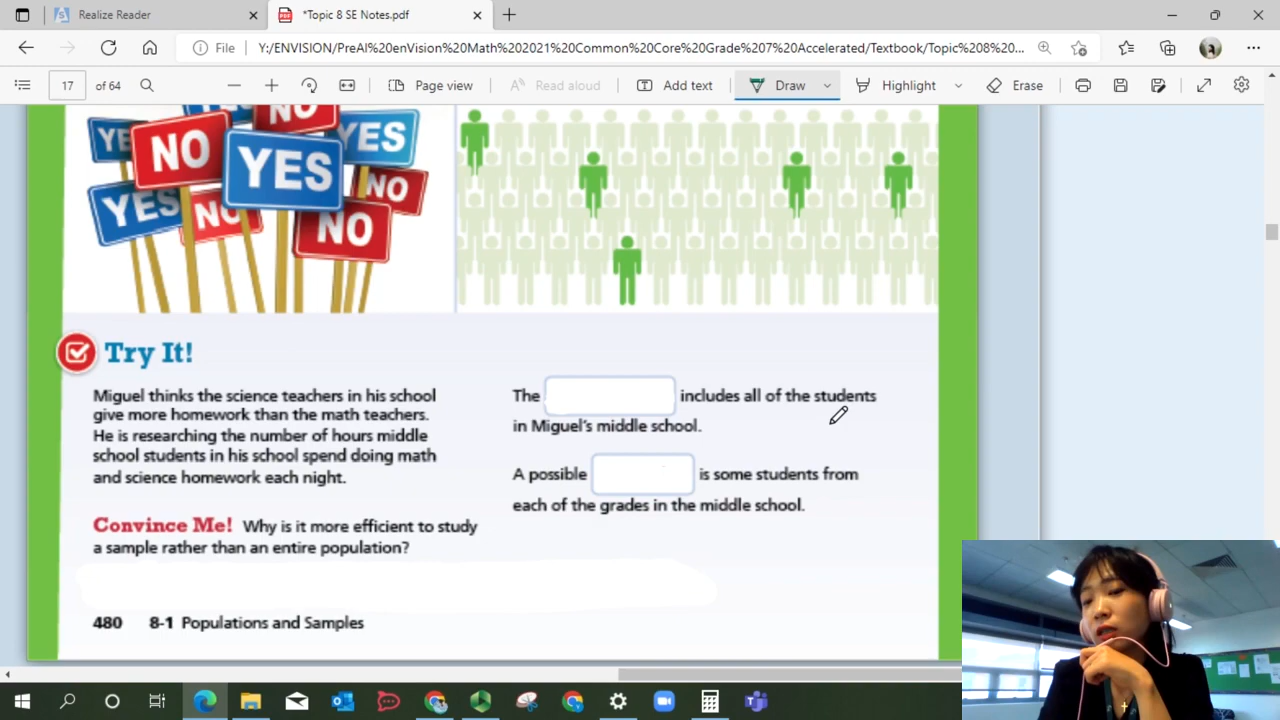 Realize Reader
*Topic 8 SE Notes.pdf
File
Y:/ENVISION/PreAl%20enVision%20Math%202021%20Common%20Core%20Grade%207%20Accelerated/Textbook/Topic%208%20...
17 of 64
Page view
Read aloud
Add text
Draw
Highlight
Erase
NO
YES
YES
NO
YES
NO
NO
Try It!
Miguel thinks the science teachers in his school
give more homework than the math teachers.
He is researching the number of hours middle
school students in his school spend doing math
and science homework each night.
Convince Me! Why is it more efficient to study
a sample rather than an entire population?
The includes all of the students
in Miguel's middle school.
A possible is some students from
each of the grades in the middle school.
480 8-1 Populations and Samples